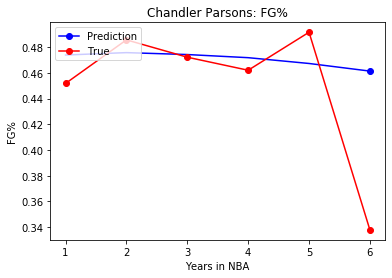 Chandler Parsons: FG%
Prediction
True
FG%
0.48
0.46
0.44
0.42
0.40
0.38
0.36
0.34
1 2 3 4 5 6
Years in NBA